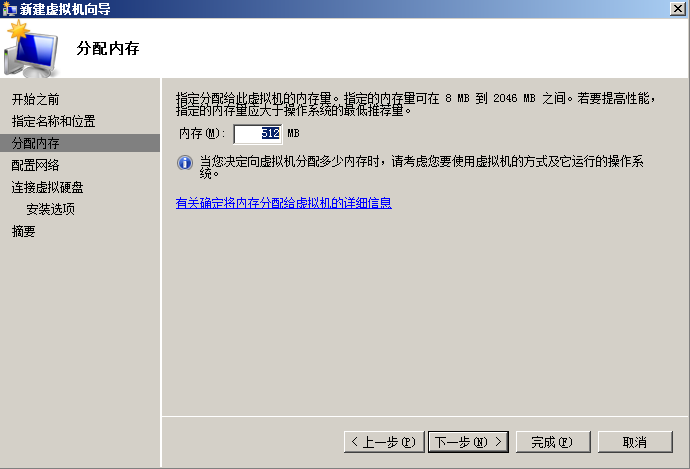 新建虚拟机向导
分配内存
开始之前
指定名称和位置
分配内存
配置网络
连接虚拟硬盘
安装选项
摘要
指定分配给此虚拟机的内存量。指定的内存量可在 8 MB 到 2046 MB 之间。若要提高性能，
指定的内存量应大于操作系统的最低推荐量。
内存(M): 512 MB
当您决定向虚拟机分配多少内存时，请考虑您要使用虚拟机的方式及它运行的操作系
统。
有关确定将内存分配给虚拟机的详细信息
< 上一步(P) 下一步(N) > 完成(F) 取消